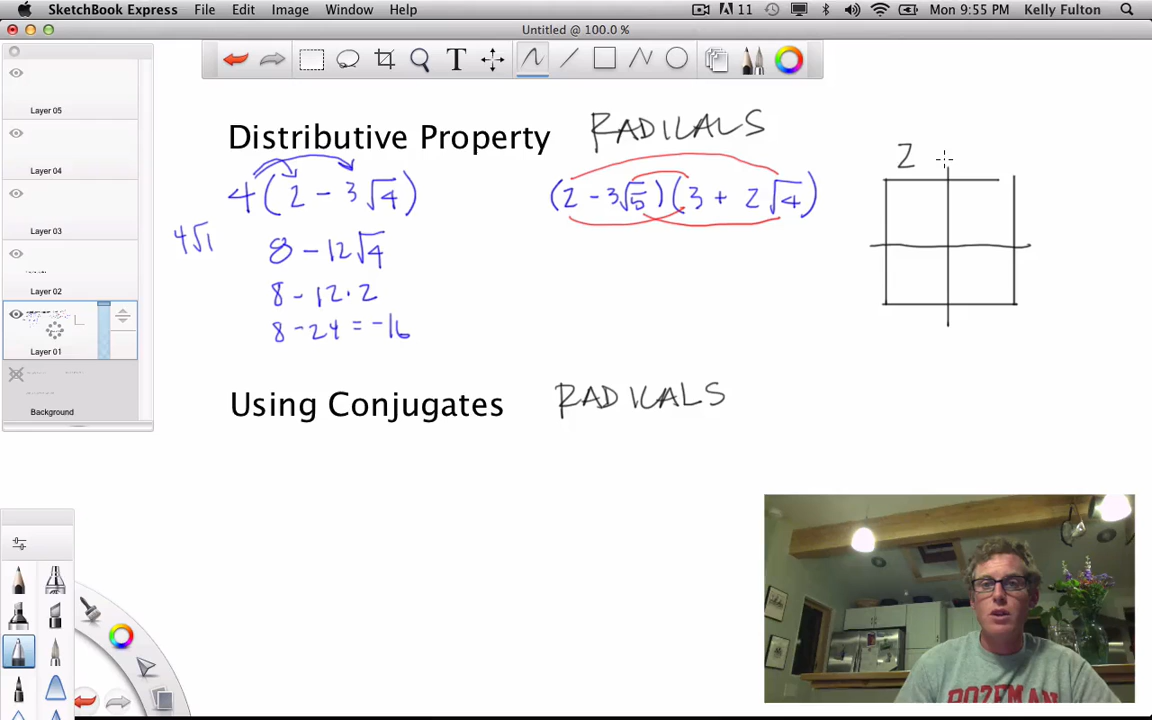 SketchBook Express File Edit Image Window Help 11 Mon 9:55 PM Kelly Fulton
Untitled @ 100.0 %
T
Layer 05
Layer 04
Layer 03
Layer 02
Layer 01
Background
Distributive Property RADICALS
4(2 - 3√4)
(2 - 3√5)(3 + 2√4)
2
4√1
8 - 12√4
8 - 12·2
8 - 24 = -16
Using Conjugates RADICALS
BOZEMAN